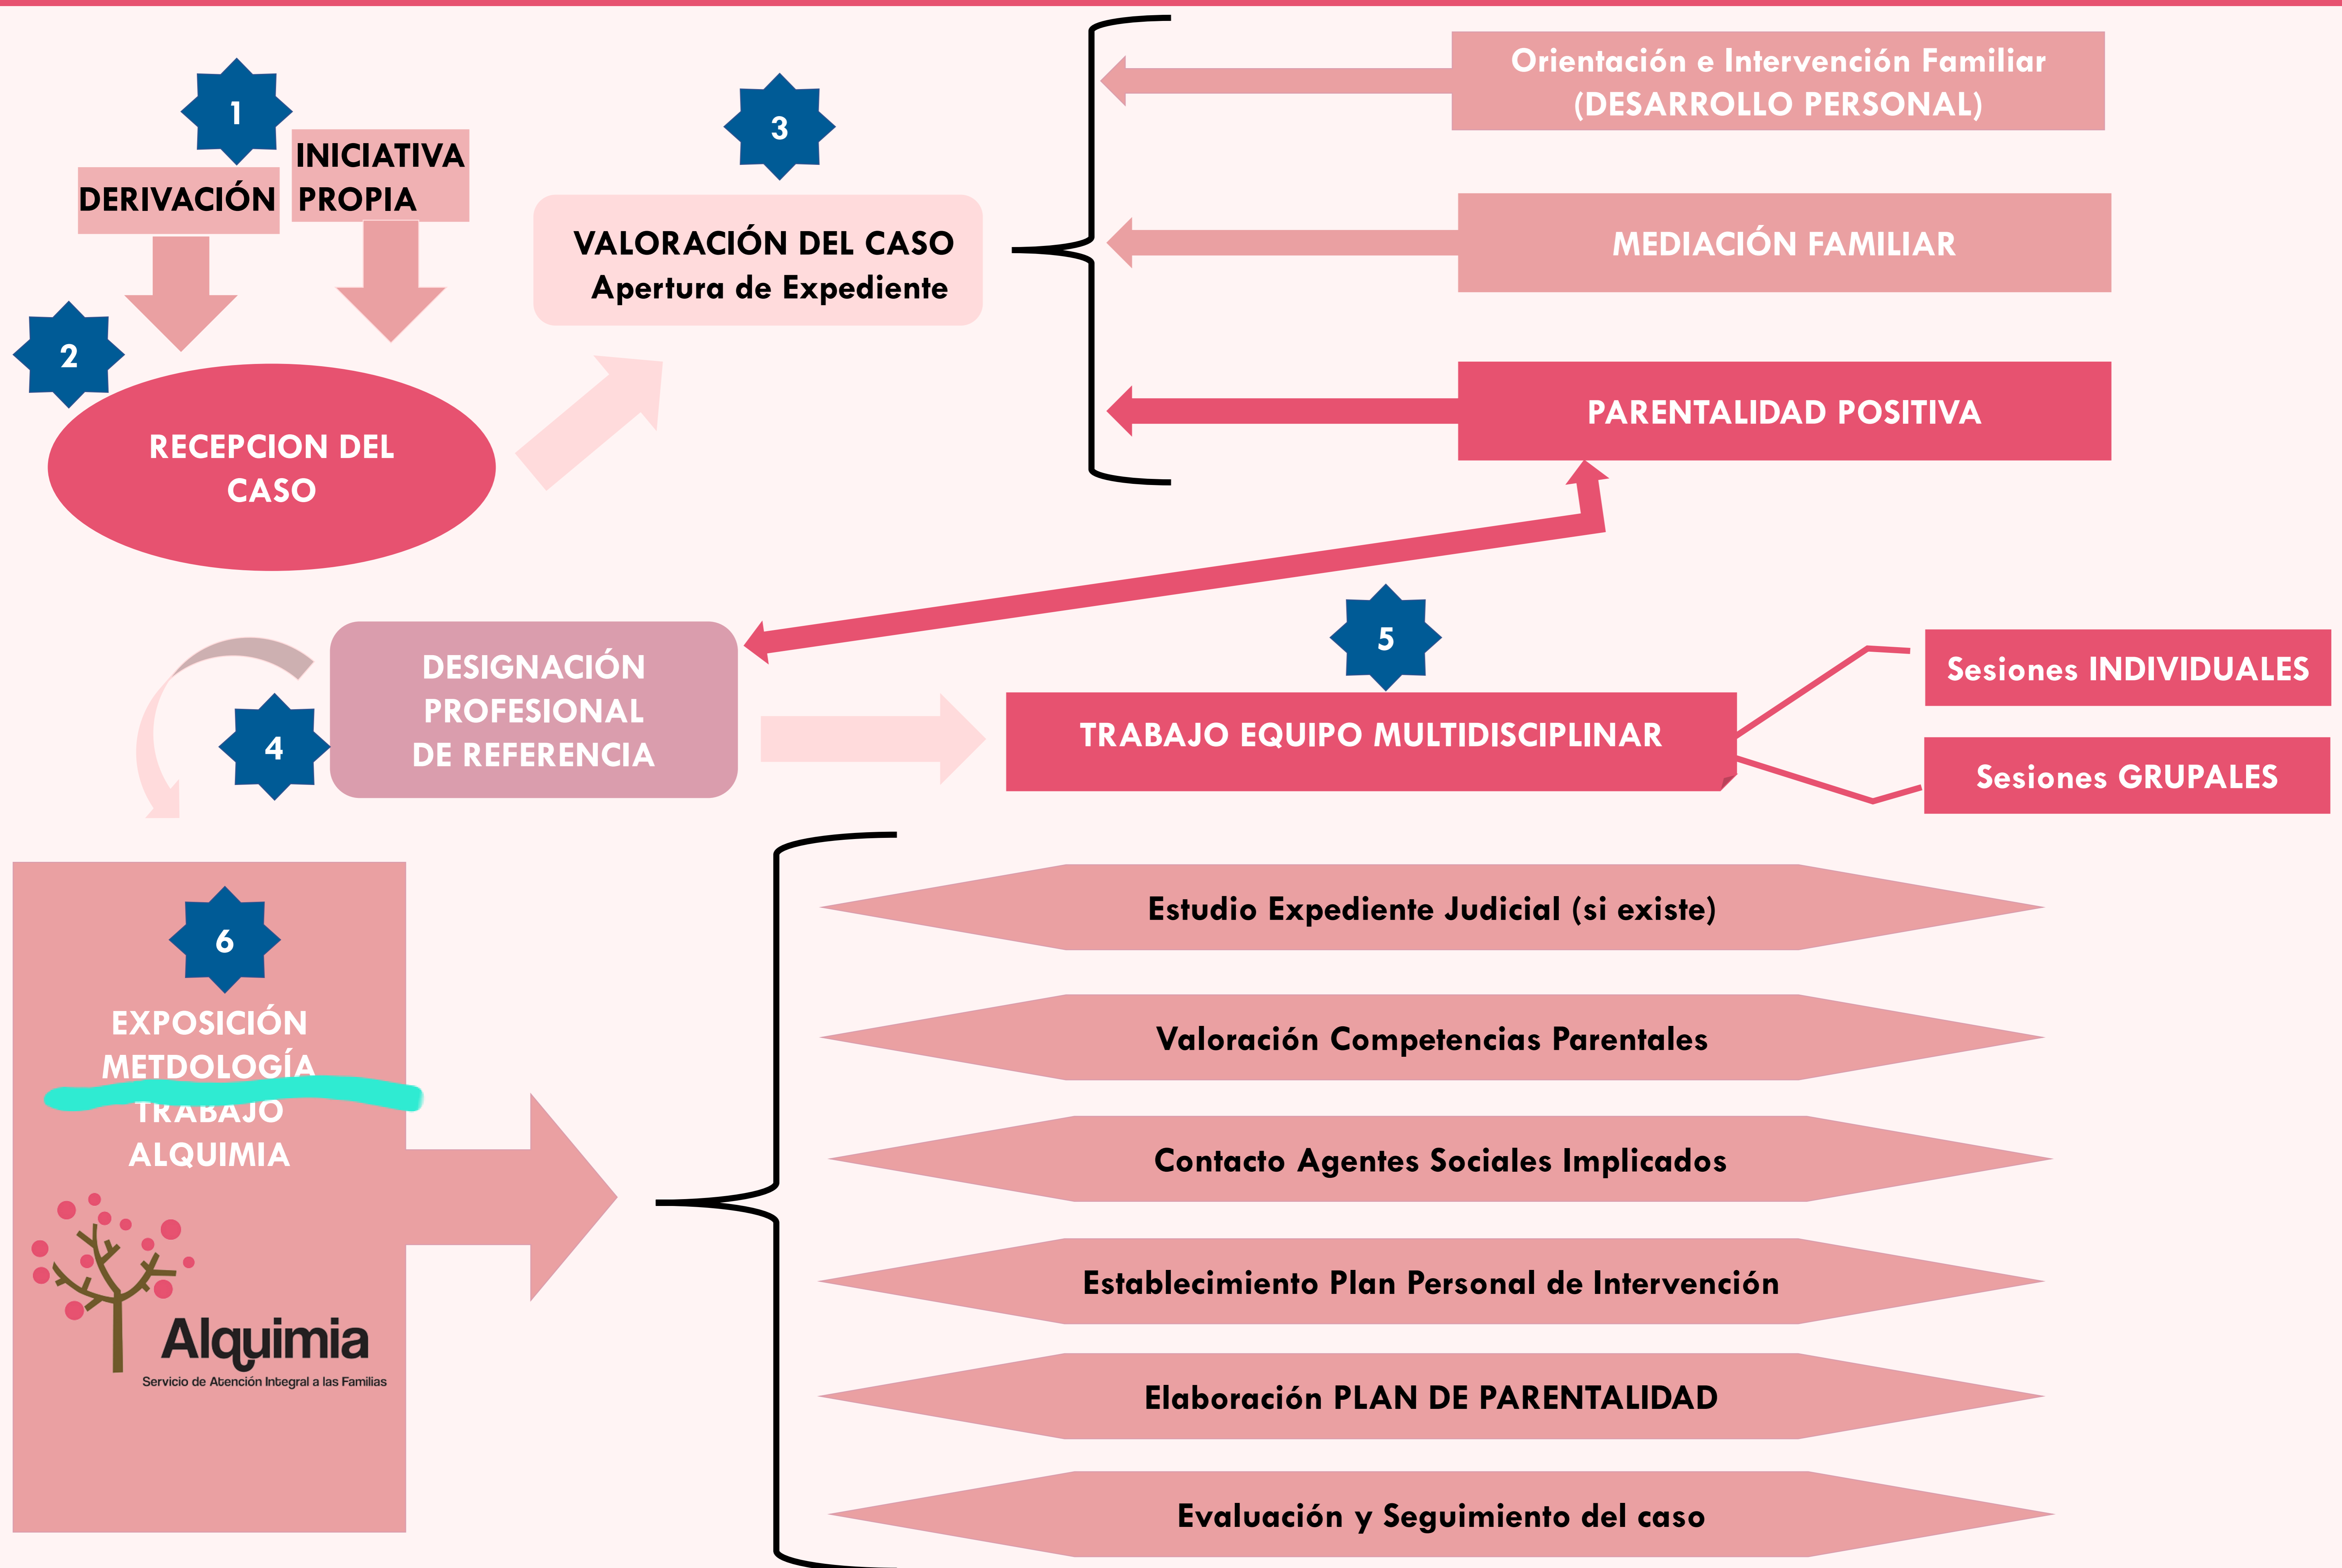 1
DERIVACIÓN
INICIATIVA
PROPIA
2
RECEPCION DEL
CASO
3
VALORACIÓN DEL CASO
Apertura de Expediente
Orientación e Intervención Familiar
(DESARROLLO PERSONAL)
MEDIACIÓN FAMILIAR
PARENTALIDAD POSITIVA
4
DESIGNACIÓN
PROFESIONAL
DE REFERENCIA
5
TRABAJO EQUIPO MULTIDISCIPLINAR
Sesiones INDIVIDUALES
Sesiones GRUPALES
6
EXPOSICIÓN
METDOLOGÍA
TRABAJO
ALQUIMIA
Alquimia
Servicio de Atención Integral a las Familias
Estudio Expediente Judicial (si existe)
Valoración Competencias Parentales
Contacto Agentes Sociales Implicados
Establecimiento Plan Personal de Intervención
Elaboración PLAN DE PARENTALIDAD
Evaluación y Seguimiento del caso